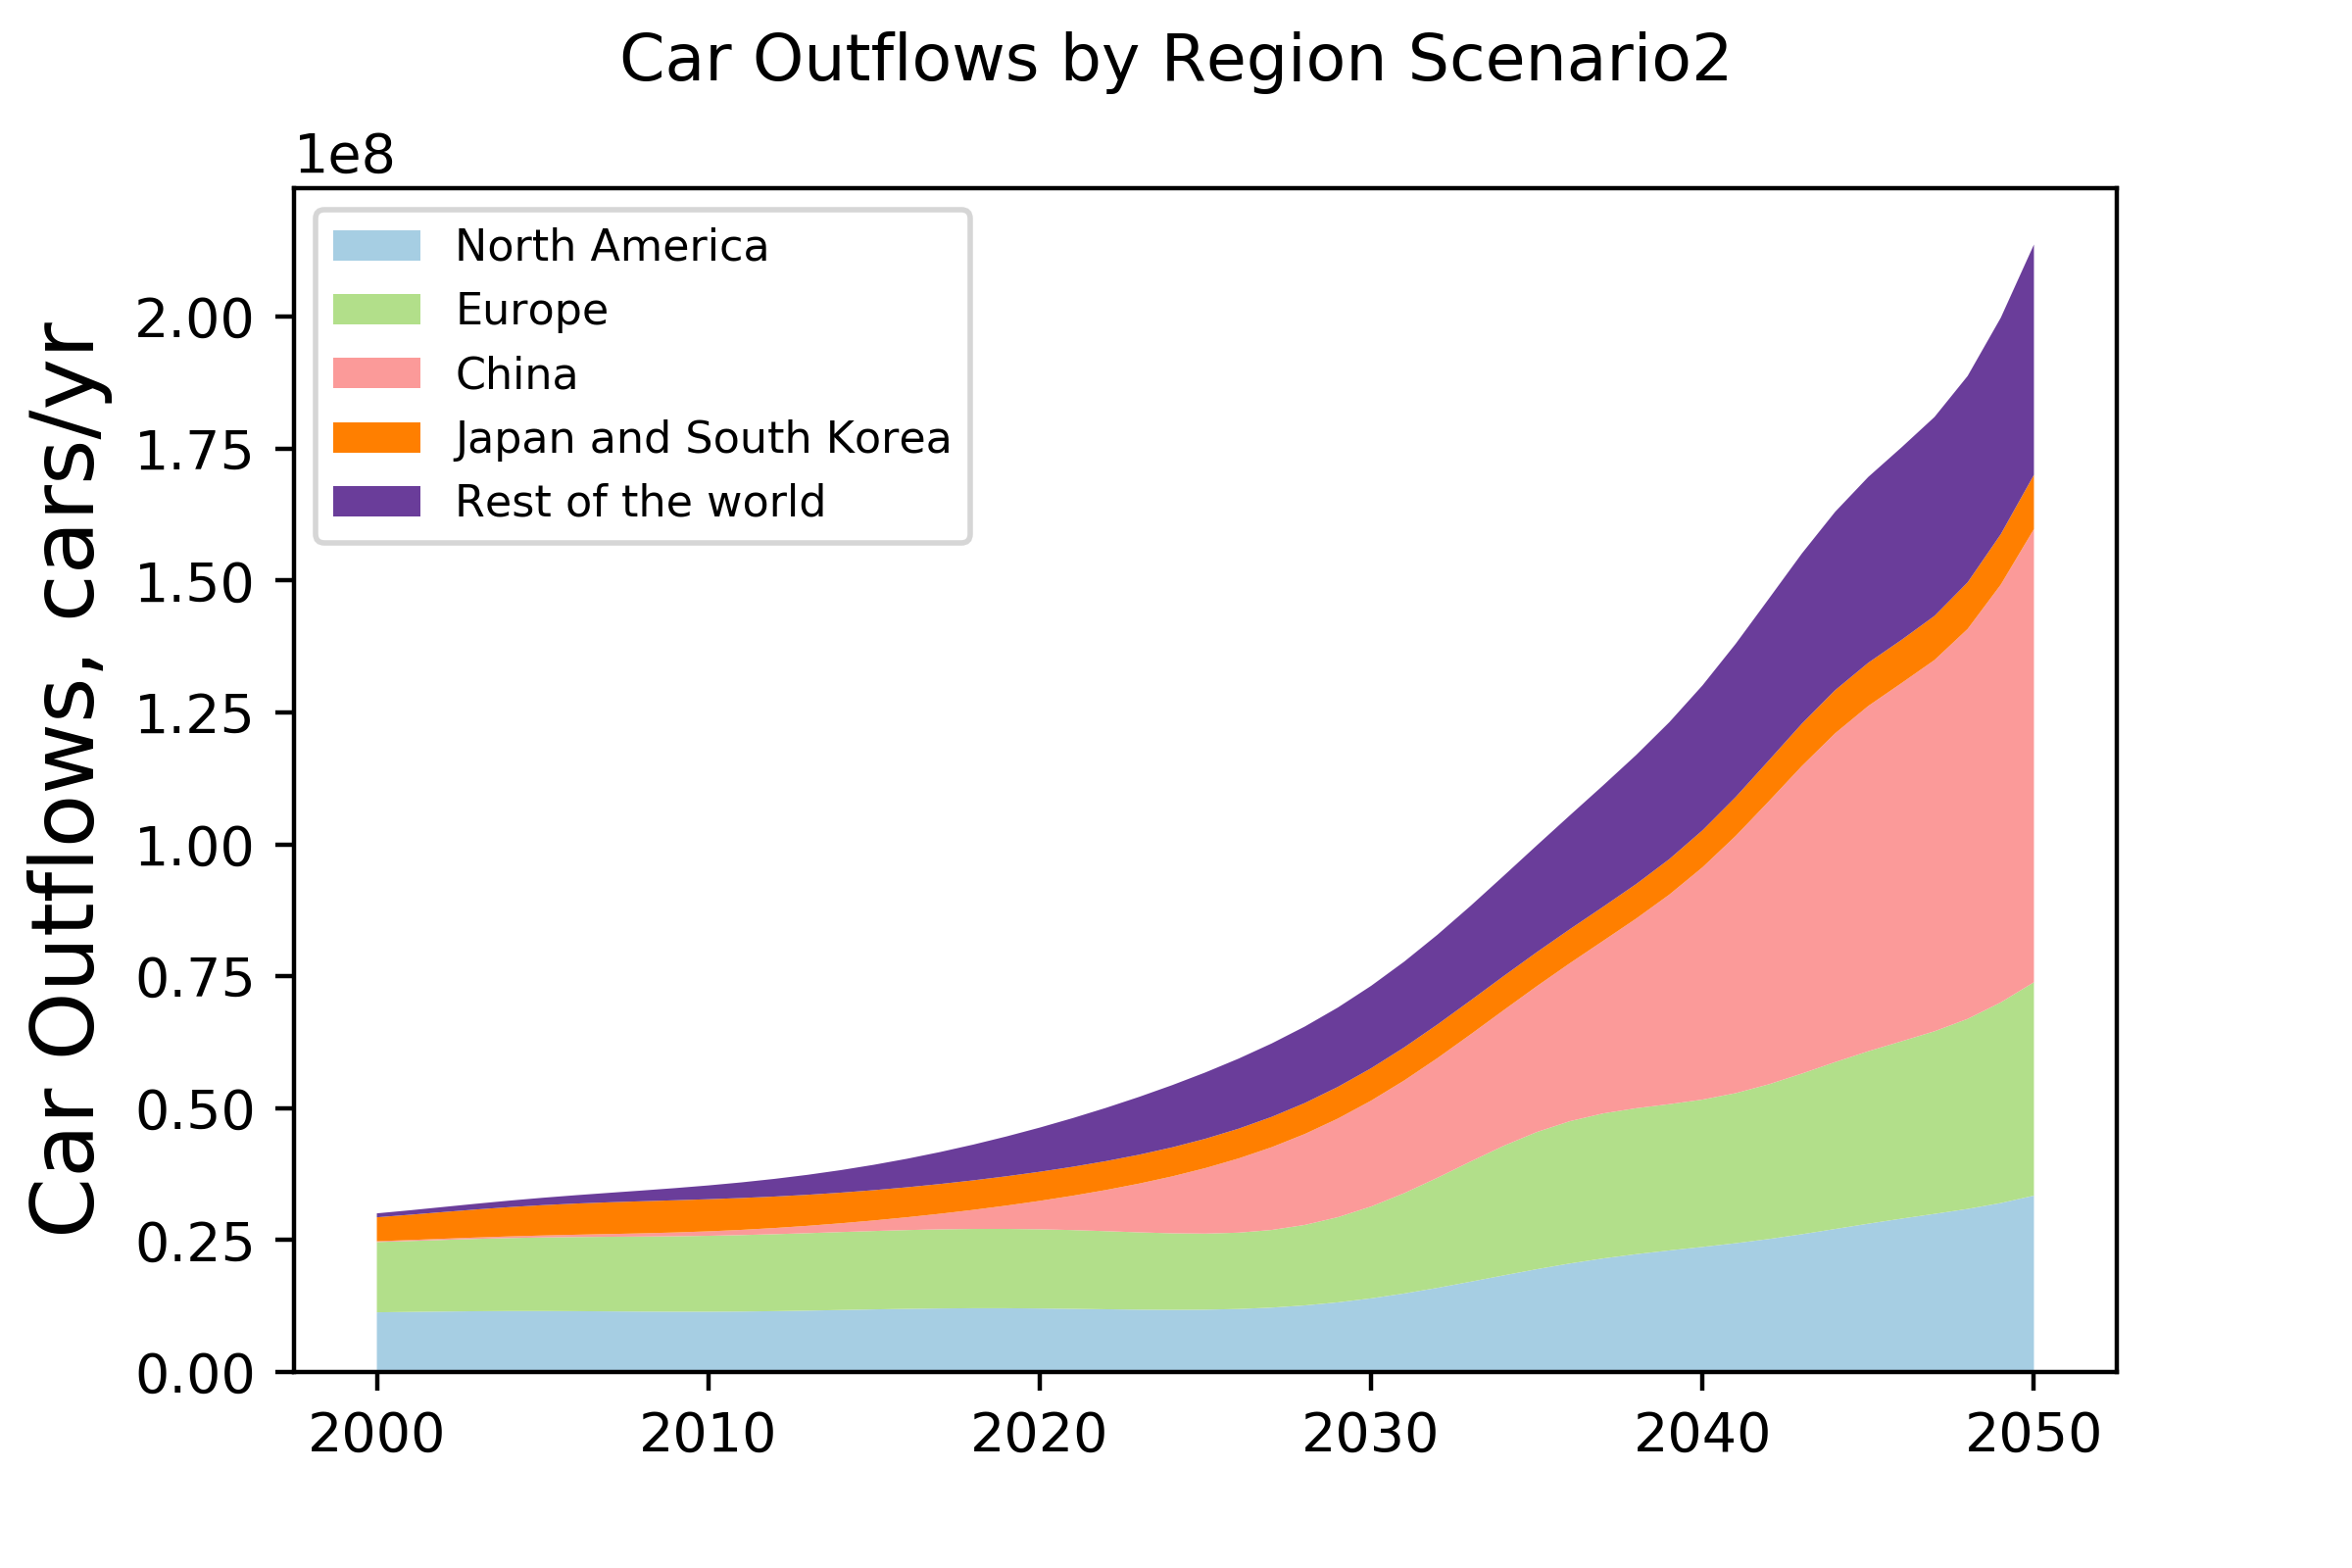 Car Outflows by Region Scenario2
1e8
North America
Europe
China
Japan and South Korea
Rest of the world
Car Outflows, cars/yr
2.00
1.75
1.50
1.25
1.00
0.75
0.50
0.25
0.00
2000 2010 2020 2030 2040 2050